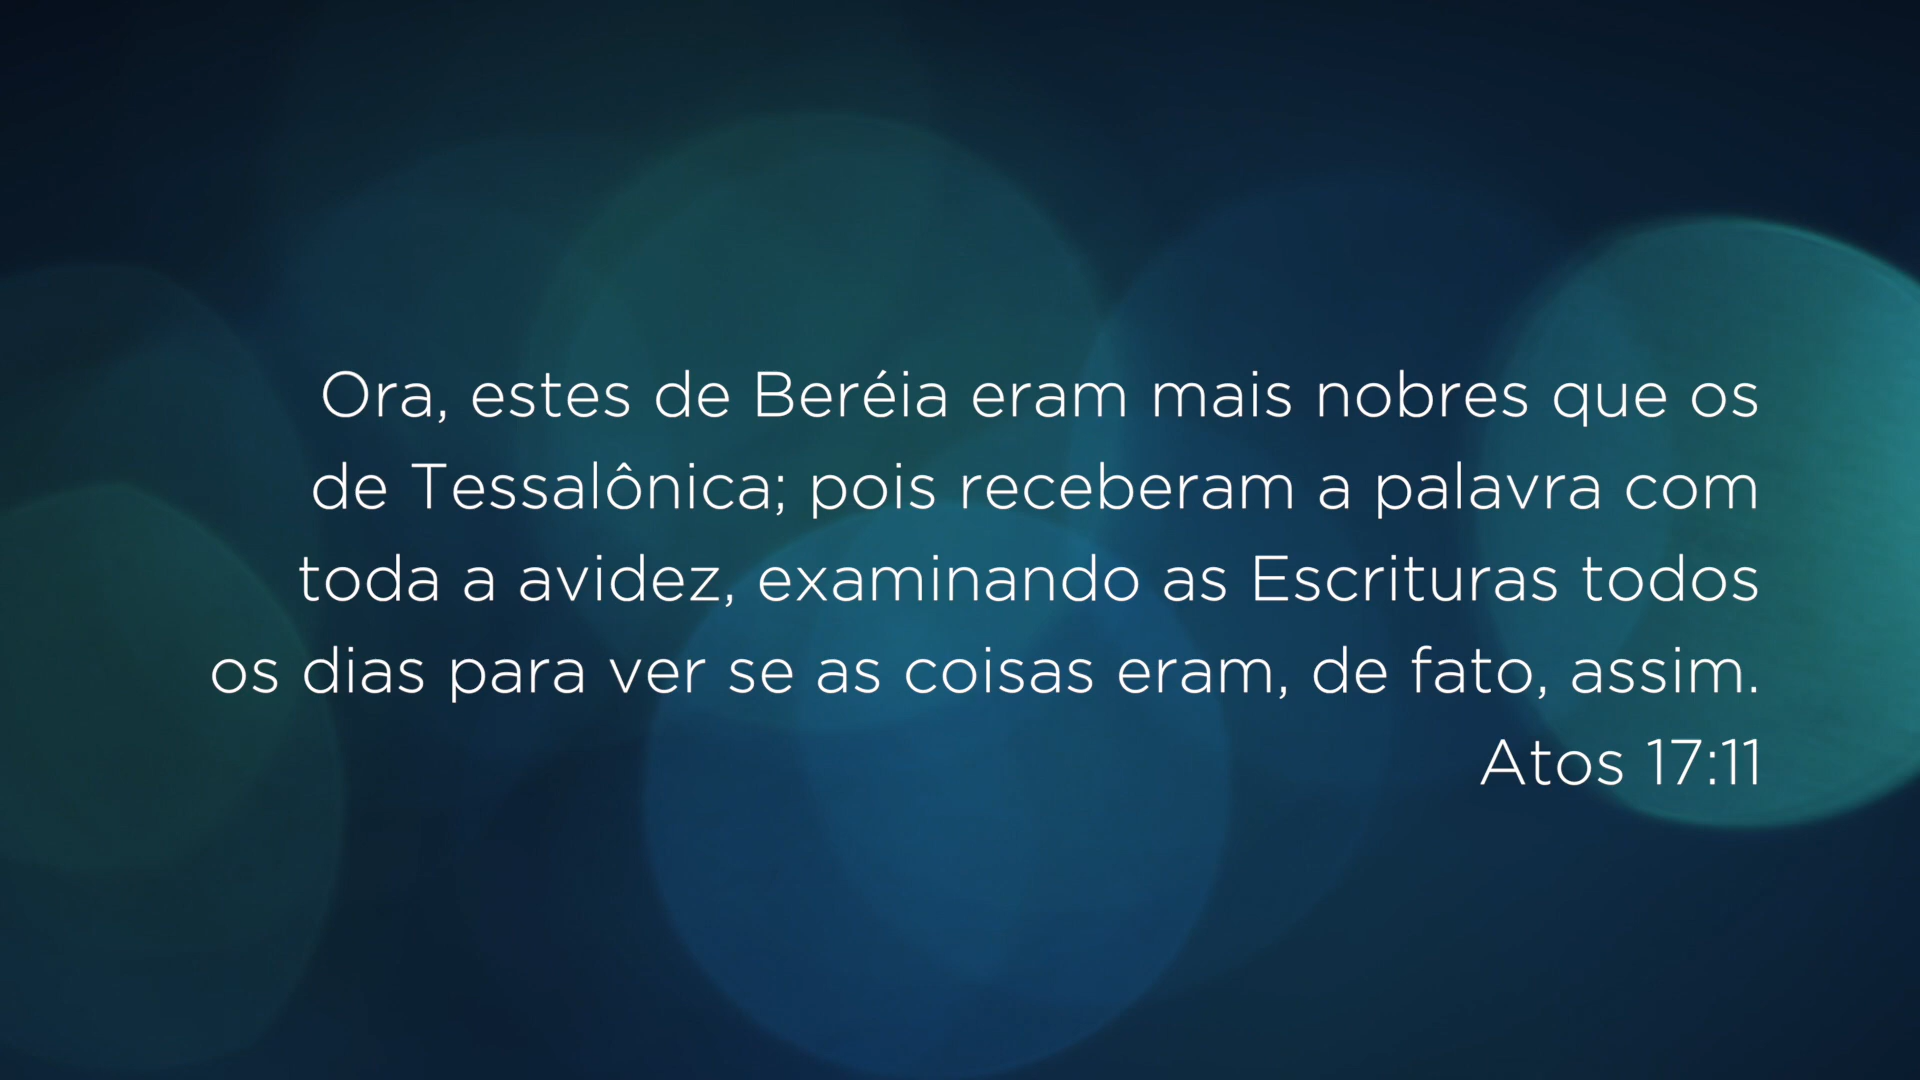 Ora, estes de Beréia eram mais nobres que os
de Tessalônica; pois receberam a palavra com
toda a avidez, examinando as Escrituras todos
os dias para ver se as coisas eram, de fato, assim.
Atos 17:11